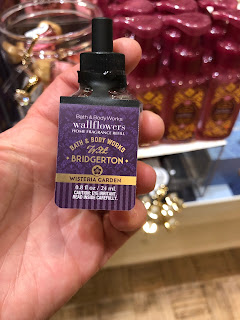 Bath & Body Works
wallflowers
HOME FRAGRANCE REFILL
BATH & BODY WORKS
With
BRIDGERTON
WISTERIA GARDEN
0.8 fl oz / 24 mL
CAUTION: EYE IRRITANT.
READ INSIDE CAREFULLY.